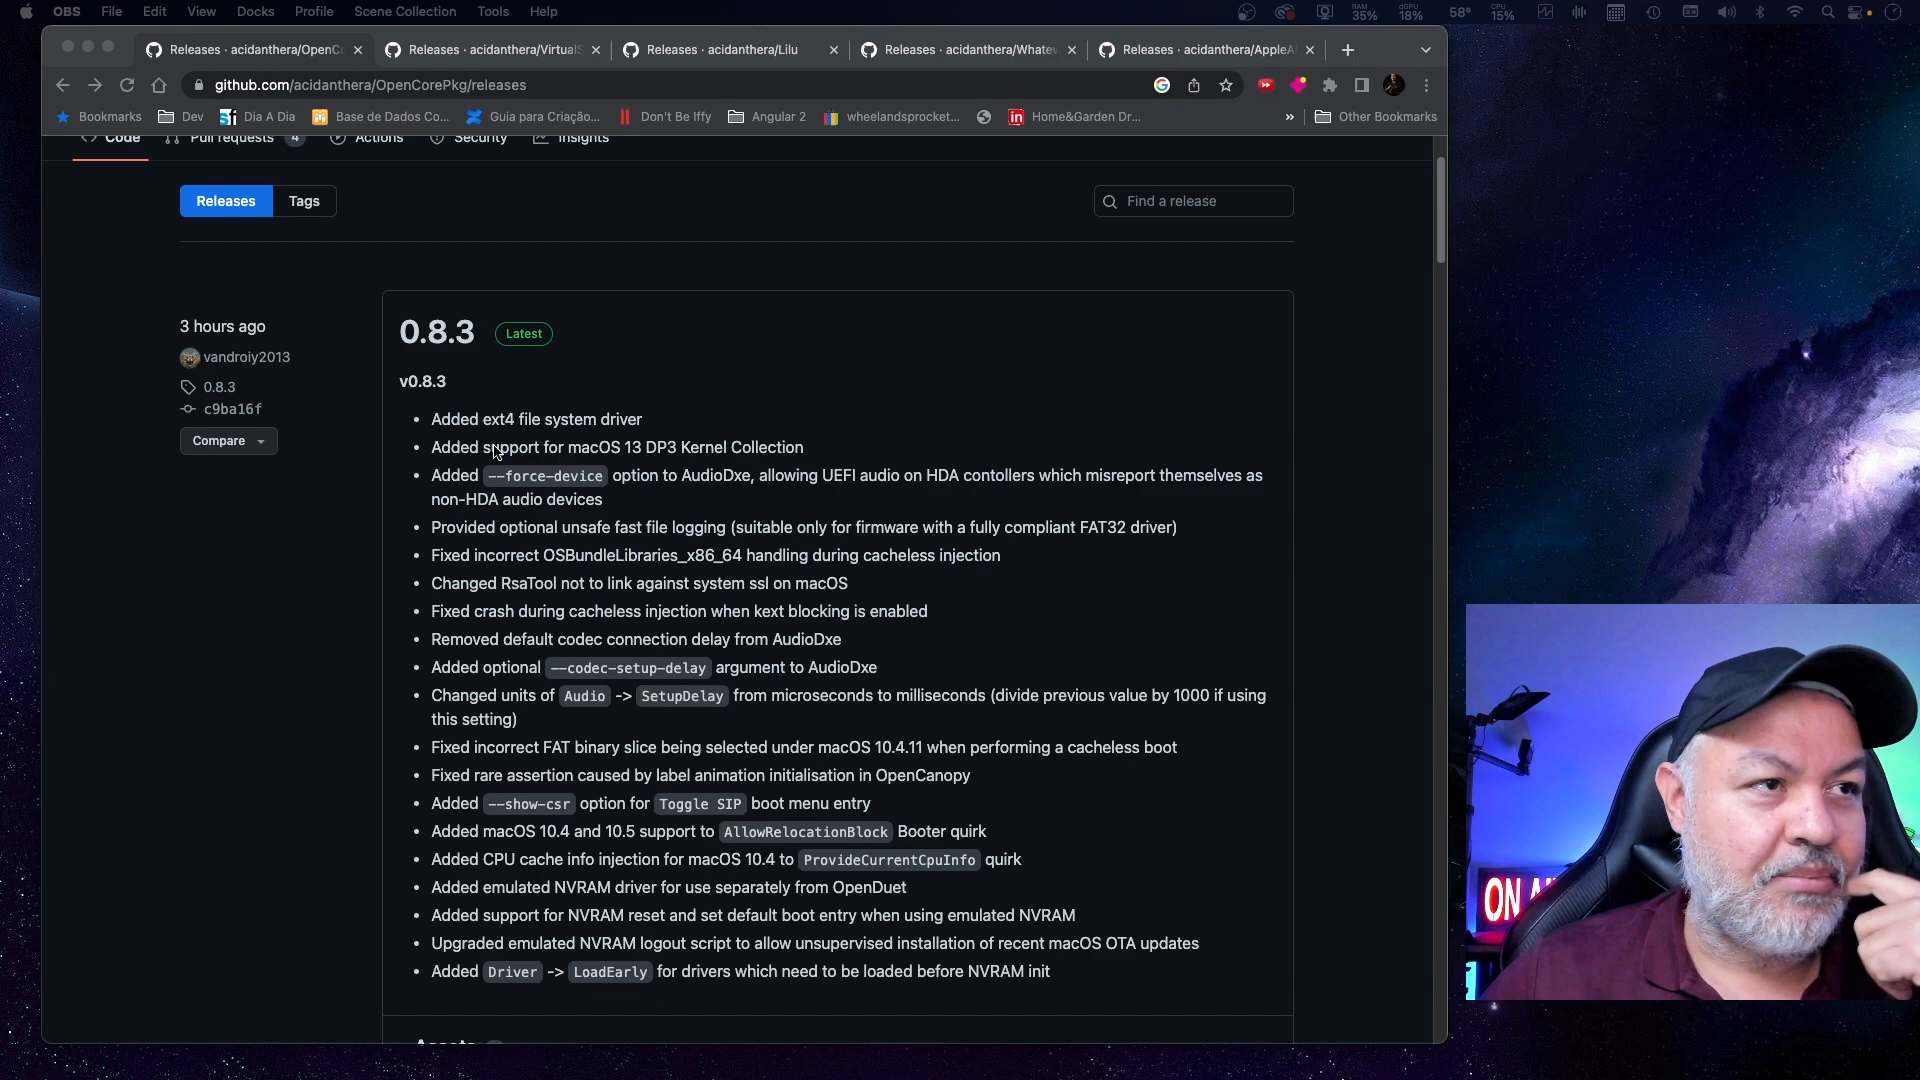 OBS File Edit View Docks Profile Scene Collection Tools Help RAM 35% dGPU 18% 58° CPU 15%
Releases · acidanthera/OpenC Releases · acidanthera/VirtualS Releases · acidanthera/Lilu Releases · acidanthera/Whatev Releases · acidanthera/AppleA
github.com/acidanthera/OpenCorePkg/releases
Bookmarks Dev Dia A Dia Base de Dados Co... Guia para Criação... Don't Be Iffy Angular 2 wheelandsprocket... Home&Garden Dr... » Other Bookmarks
Code Pull requests 4 Actions Security Insights
Releases Tags Find a release
3 hours ago
vandroiy2013
0.8.3
c9ba16f
Compare
0.8.3 Latest
v0.8.3
• Added ext4 file system driver
• Added support for macOS 13 DP3 Kernel Collection
• Added --force-device option to AudioDxe, allowing UEFI audio on HDA contollers which misreport themselves as
non-HDA audio devices
• Provided optional unsafe fast file logging (suitable only for firmware with a fully compliant FAT32 driver)
• Fixed incorrect OSBundleLibraries_x86_64 handling during cacheless injection
• Changed RsaTool not to link against system ssl on macOS
• Fixed crash during cacheless injection when kext blocking is enabled
• Removed default codec connection delay from AudioDxe
• Added optional --codec-setup-delay argument to AudioDxe
• Changed units of Audio -> SetupDelay from microseconds to milliseconds (divide previous value by 1000 if using
this setting)
• Fixed incorrect FAT binary slice being selected under macOS 10.4.11 when performing a cacheless boot
• Fixed rare assertion caused by label animation initialisation in OpenCanopy
• Added --show-csr option for Toggle SIP boot menu entry
• Added macOS 10.4 and 10.5 support to AllowRelocationBlock Booter quirk
• Added CPU cache info injection for macOS 10.4 to ProvideCurrentCpuInfo quirk
• Added emulated NVRAM driver for use separately from OpenDuet
• Added support for NVRAM reset and set default boot entry when using emulated NVRAM
• Upgraded emulated NVRAM logout script to allow unsupervised installation of recent macOS OTA updates
• Added Driver -> LoadEarly for drivers which need to be loaded before NVRAM init
ON A